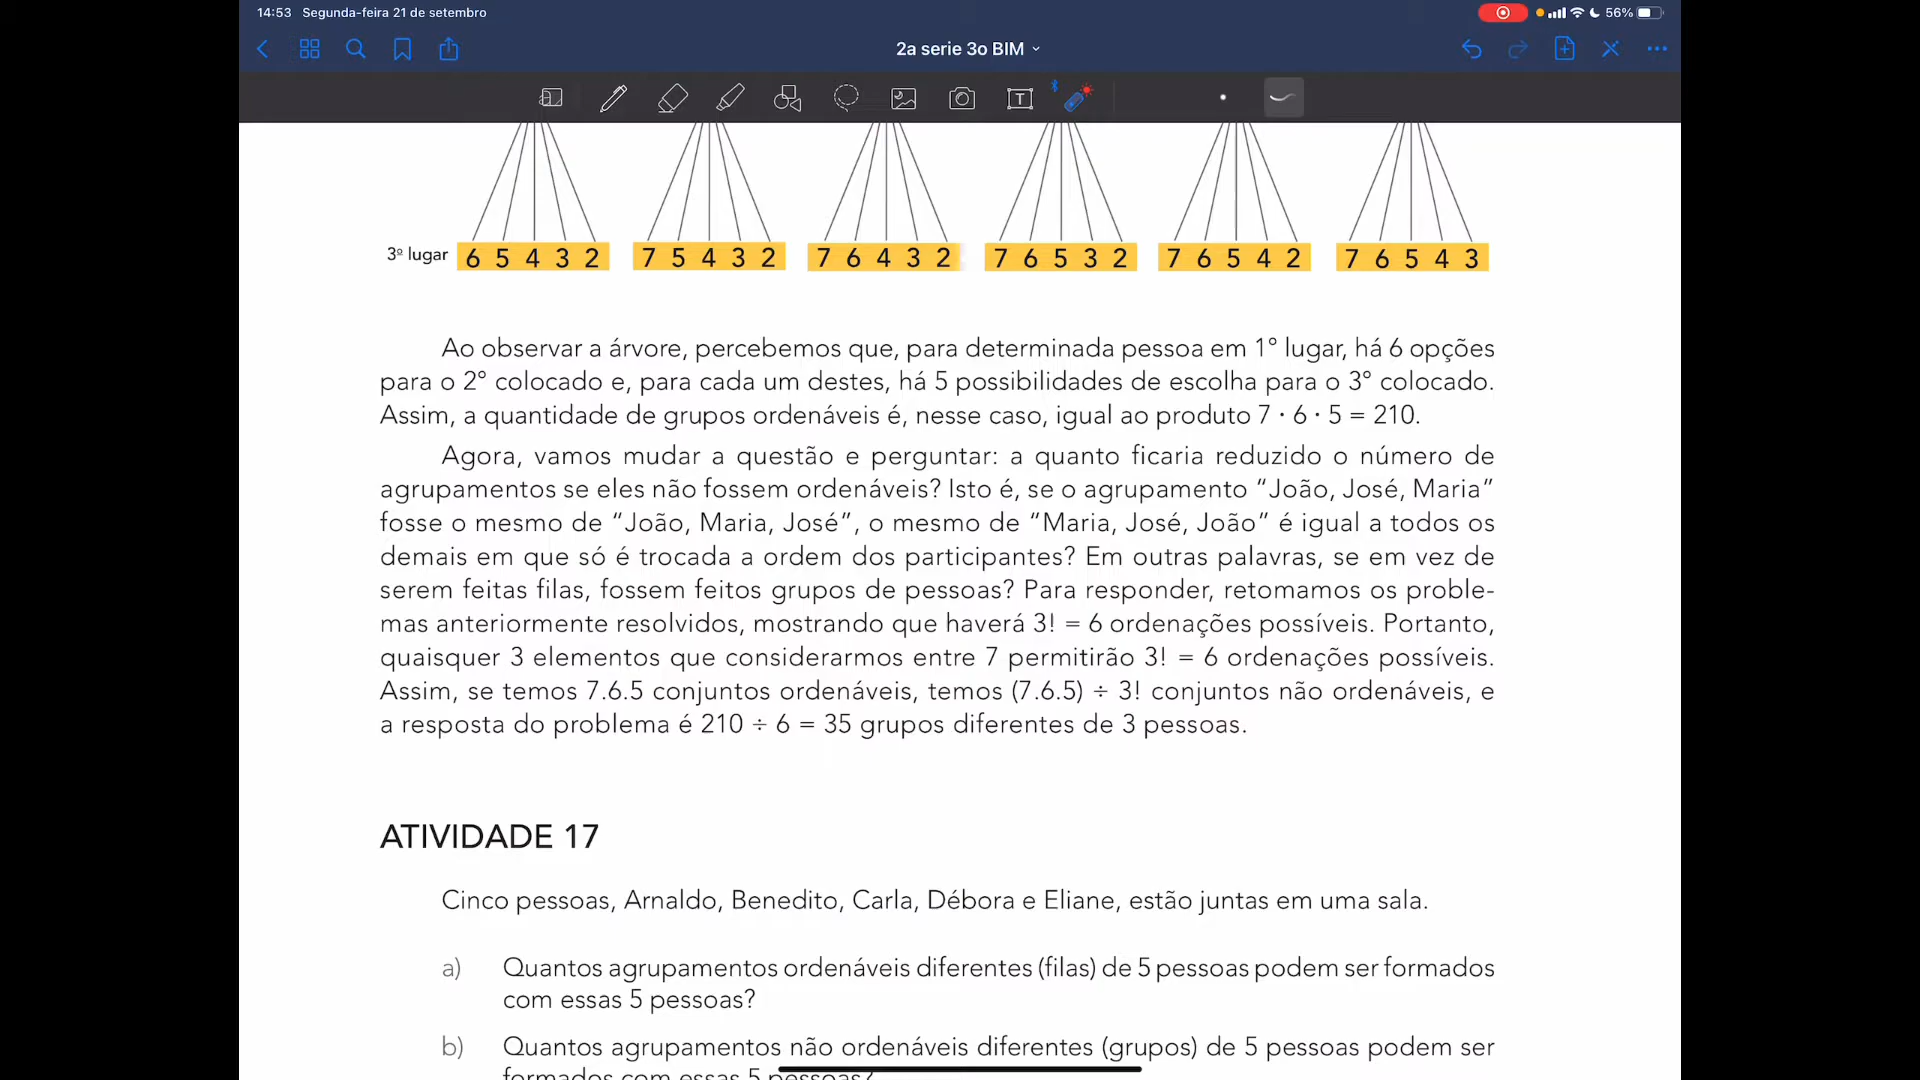 14:53 Segunda-feira 21 de setembro
56%
2a serie 3o BIM
T
3º lugar 6 5 4 3 2 7 5 4 3 2 7 6 4 3 2 7 6 5 3 2 7 6 5 4 2 7 6 5 4 3
Ao observar a árvore, percebemos que, para determinada pessoa em 1° lugar, há 6 opções
para o 2° colocado e, para cada um destes, há 5 possibilidades de escolha para o 3° colocado.
Assim, a quantidade de grupos ordenáveis é, nesse caso, igual ao produto 7 · 6 · 5 = 210.
Agora, vamos mudar a questão e perguntar: a quanto ficaria reduzido o número de
agrupamentos se eles não fossem ordenáveis? Isto é, se o agrupamento “João, José, Maria”
fosse o mesmo de “João, Maria, José”, o mesmo de “Maria, José, João” é igual a todos os
demais em que só é trocada a ordem dos participantes? Em outras palavras, se em vez de
serem feitas filas, fossem feitos grupos de pessoas? Para responder, retomamos os proble-
mas anteriormente resolvidos, mostrando que haverá 3! = 6 ordenações possíveis. Portanto,
quaisquer 3 elementos que considerarmos entre 7 permitirão 3! = 6 ordenações possíveis.
Assim, se temos 7.6.5 conjuntos ordenáveis, temos (7.6.5) ÷ 3! conjuntos não ordenáveis, e
a resposta do problema é 210 ÷ 6 = 35 grupos diferentes de 3 pessoas.
ATIVIDADE 17
Cinco pessoas, Arnaldo, Benedito, Carla, Débora e Eliane, estão juntas em uma sala.
a) Quantos agrupamentos ordenáveis diferentes (filas) de 5 pessoas podem ser formados
com essas 5 pessoas?
b) Quantos agrupamentos não ordenáveis diferentes (grupos) de 5 pessoas podem ser
formados com essas 5 pessoas?